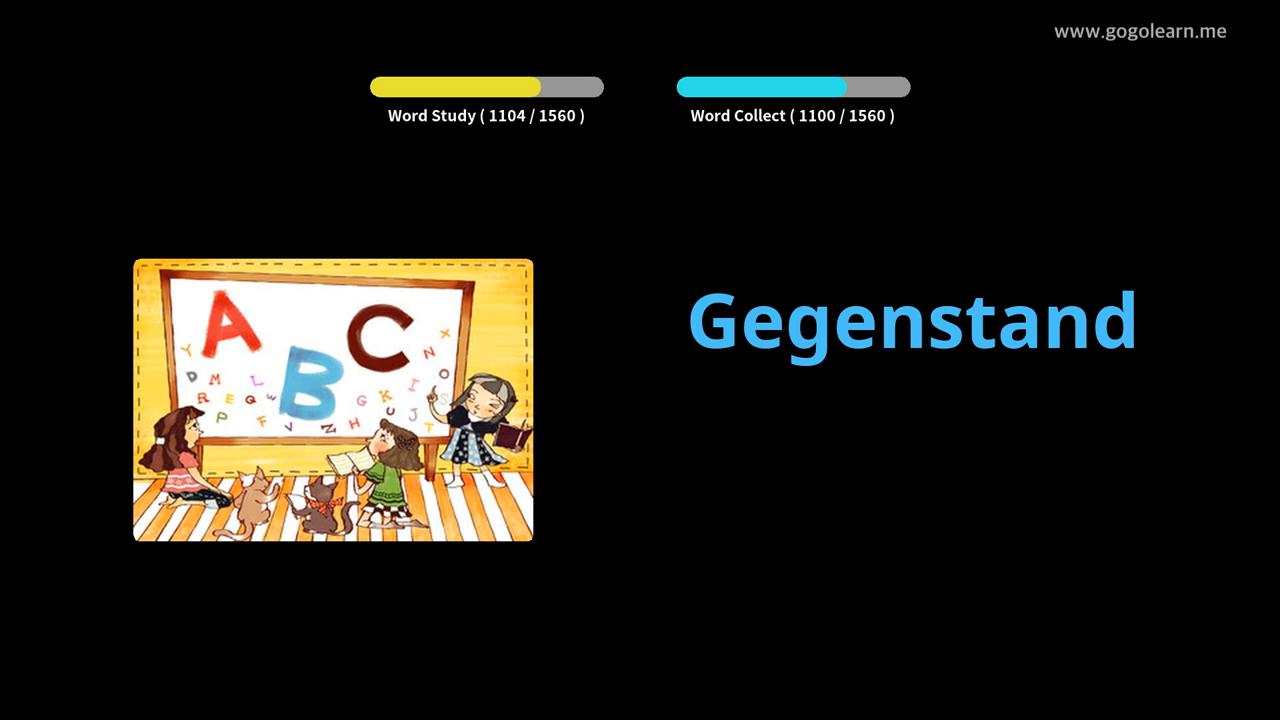 www.gogolearn.me
Word Study ( 1104 / 1560 )
Word Collect ( 1100 / 1560 )
Gegenstand
A
B
C
X
Y
N
D
M
L
I
O
R
E
Q
W
G
K
S
P
F
V
Z
H
U
J
T